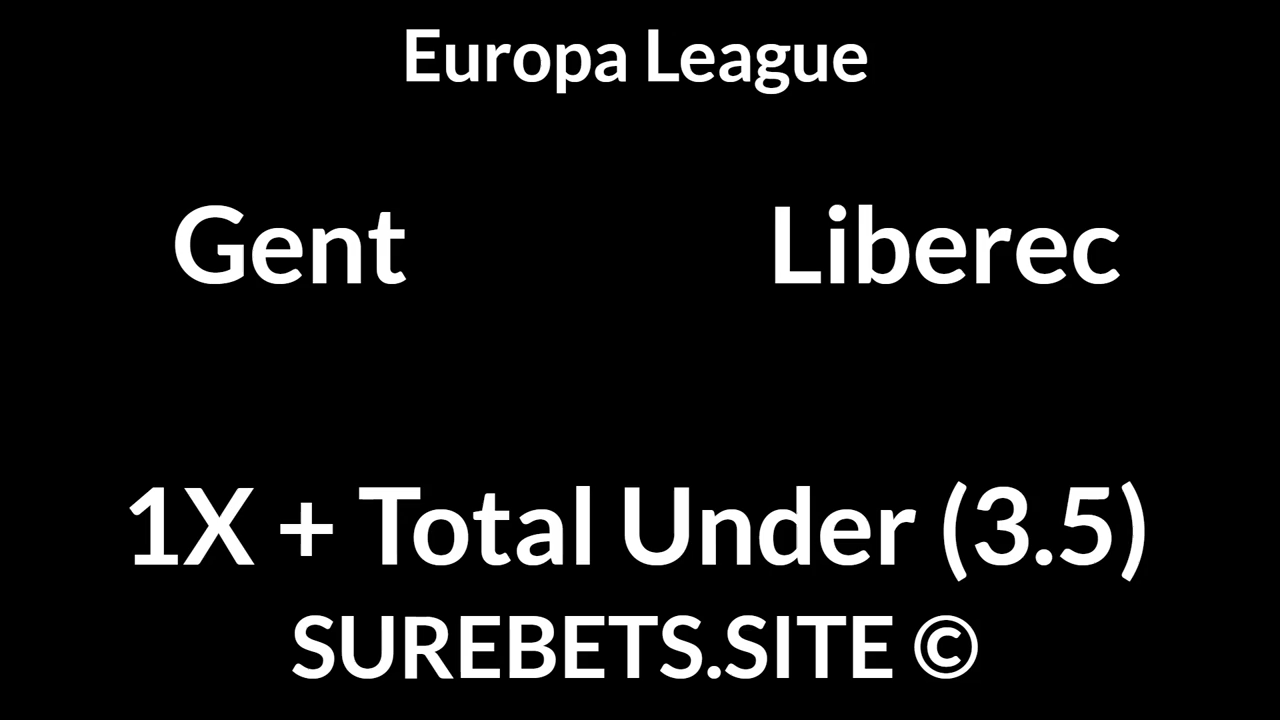 Europa League
Gent Liberec
1X + Total Under (3.5)
SUREBETS.SITE ©